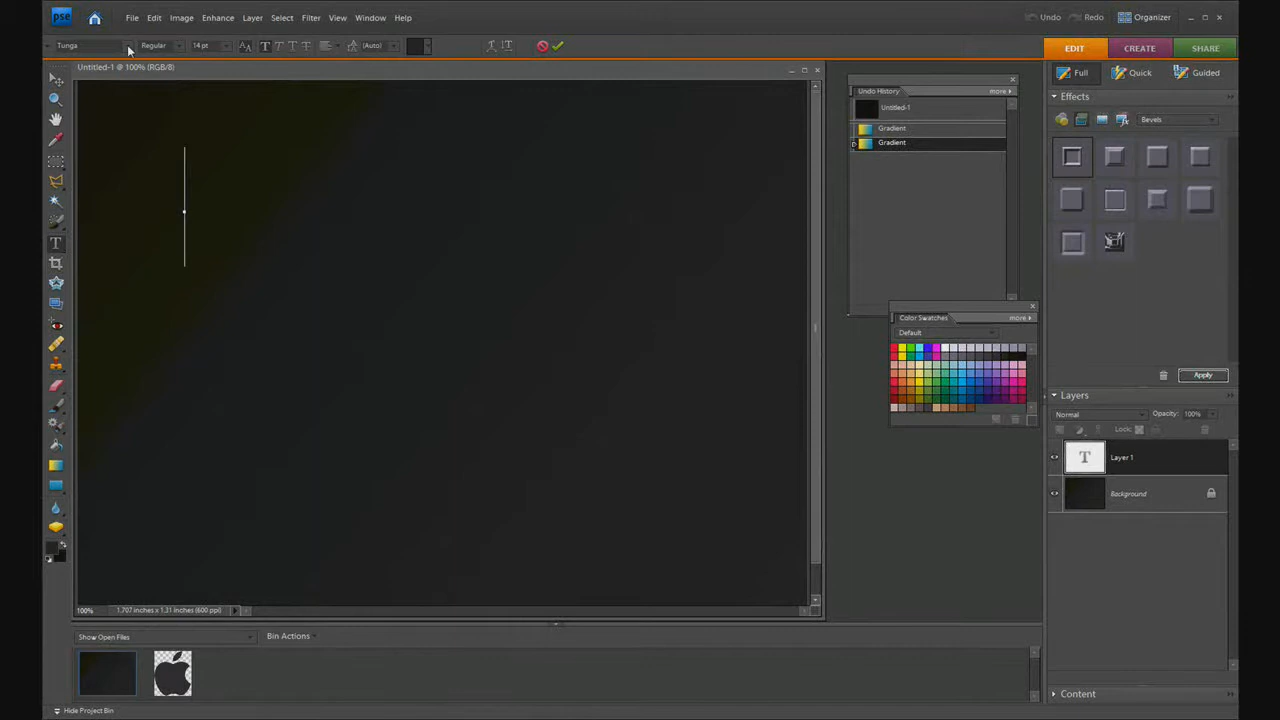 pse File Edit Image Enhance Layer Select Filter View Window Help Undo Redo Organizer
Tunga Regular 14 pt (Auto) EDIT CREATE SHARE
Untitled-1 @ 100% (RGB/8)
Full Quick Guided
Undo History more
Untitled-1
Gradient
Gradient
Effects
Bevels
Color Swatches more
Default
Apply
Layers
Normal Opacity: 100%
Lock:
T Layer 1
Background
100% 1.707 inches x 1.31 inches (600 ppi)
Show Open Files Bin Actions
Content
Hide Project Bin